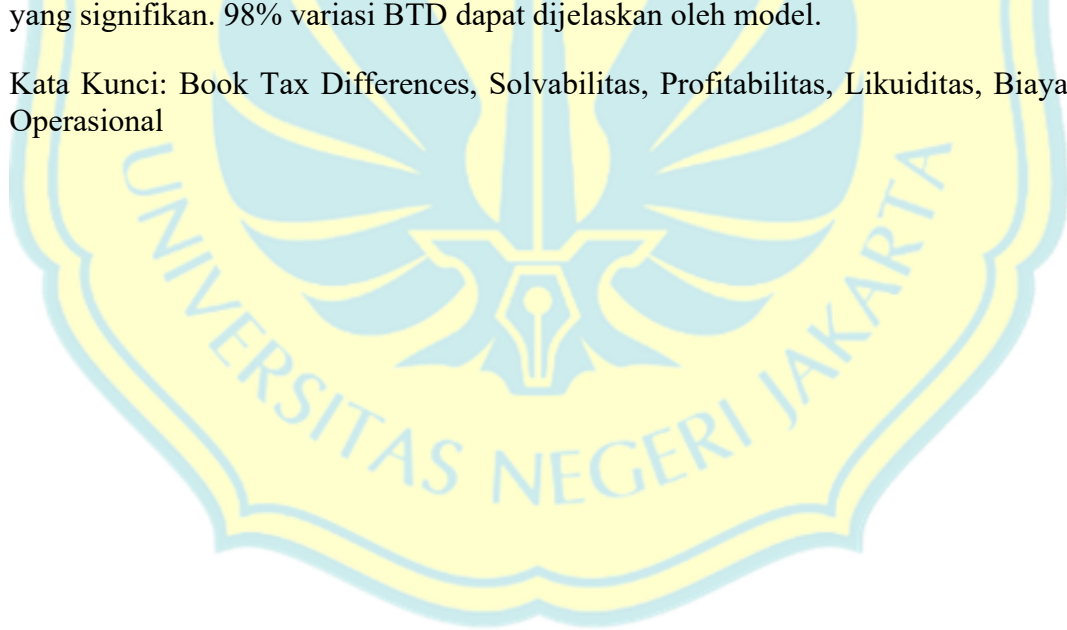 yang signifikan. 98% variasi BTD dapat dijelaskan oleh model.
Kata Kunci: Book Tax Differences, Solvabilitas, Profitabilitas, Likuiditas, Biaya
Operasional
UNIVERSITAS NEGERI JAKARTA